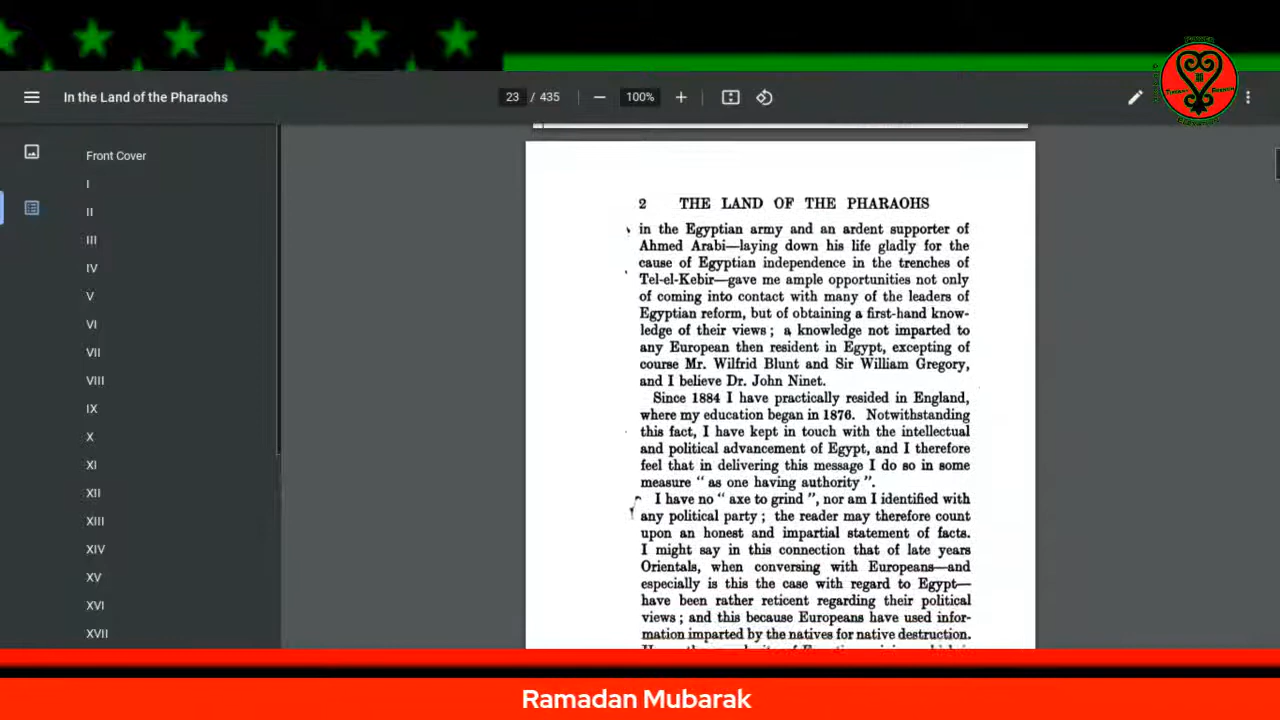 In the Land of the Pharaohs
23 / 435
100%
Front Cover
I
II
III
IV
V
VI
VII
VIII
IX
X
XI
XII
XIII
XIV
XV
XVI
XVII
2 THE LAND OF THE PHARAOHS
in the Egyptian army and an ardent supporter of
Ahmed Arabi—laying down his life gladly for the
cause of Egyptian independence in the trenches of
Tel-el-Kebir—gave me ample opportunities not only
of coming into contact with many of the leaders of
Egyptian reform, but of obtaining a first-hand know-
ledge of their views ; a knowledge not imparted to
any European then resident in Egypt, excepting of
course Mr. Wilfrid Blunt and Sir William Gregory,
and I believe Dr. John Ninet.
Since 1884 I have practically resided in England,
where my education began in 1876. Notwithstanding
this fact, I have kept in touch with the intellectual
and political advancement of Egypt, and I therefore
feel that in delivering this message I do so in some
measure “ as one having authority ”.
I have no “ axe to grind ”, nor am I identified with
any political party ; the reader may therefore count
upon an honest and impartial statement of facts.
I might say in this connection that of late years
Orientals, when conversing with Europeans—and
especially is this the case with regard to Egypt—
have been rather reticent regarding their political
views ; and this because Europeans have used infor-
mation imparted by the natives for native destruction.
Ramadan Mubarak